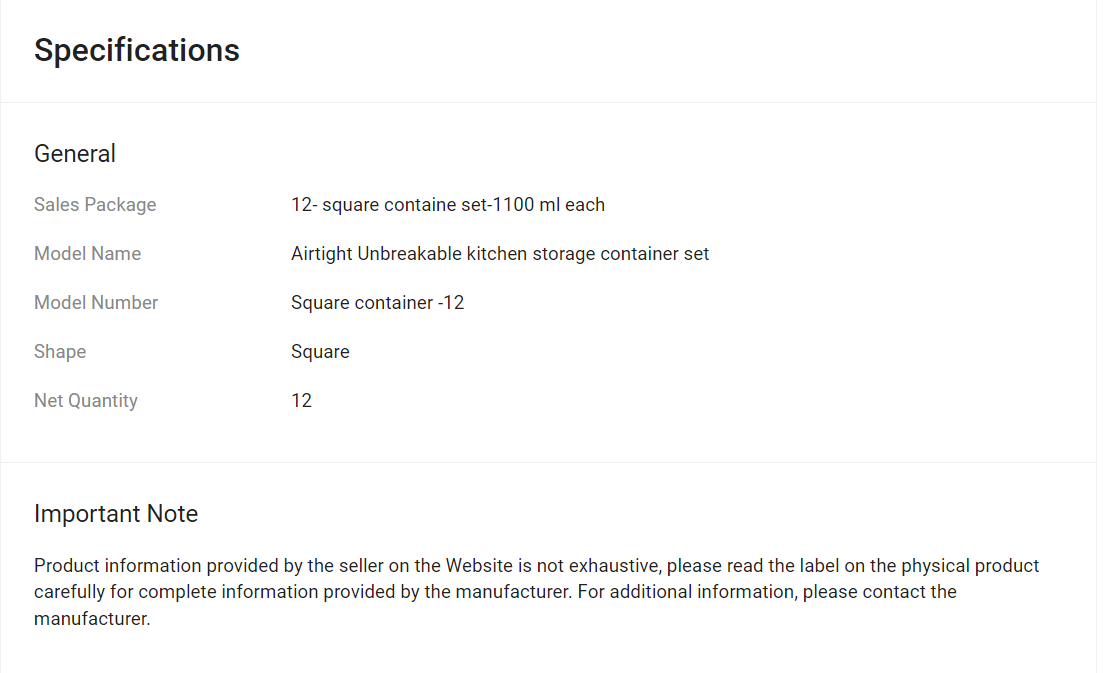 Specifications
General
Sales Package 12- square containe set-1100 ml each
Model Name Airtight Unbreakable kitchen storage container set
Model Number Square container -12
Shape Square
Net Quantity 12
Important Note
Product information provided by the seller on the Website is not exhaustive, please read the label on the physical product
carefully for complete information provided by the manufacturer. For additional information, please contact the
manufacturer.